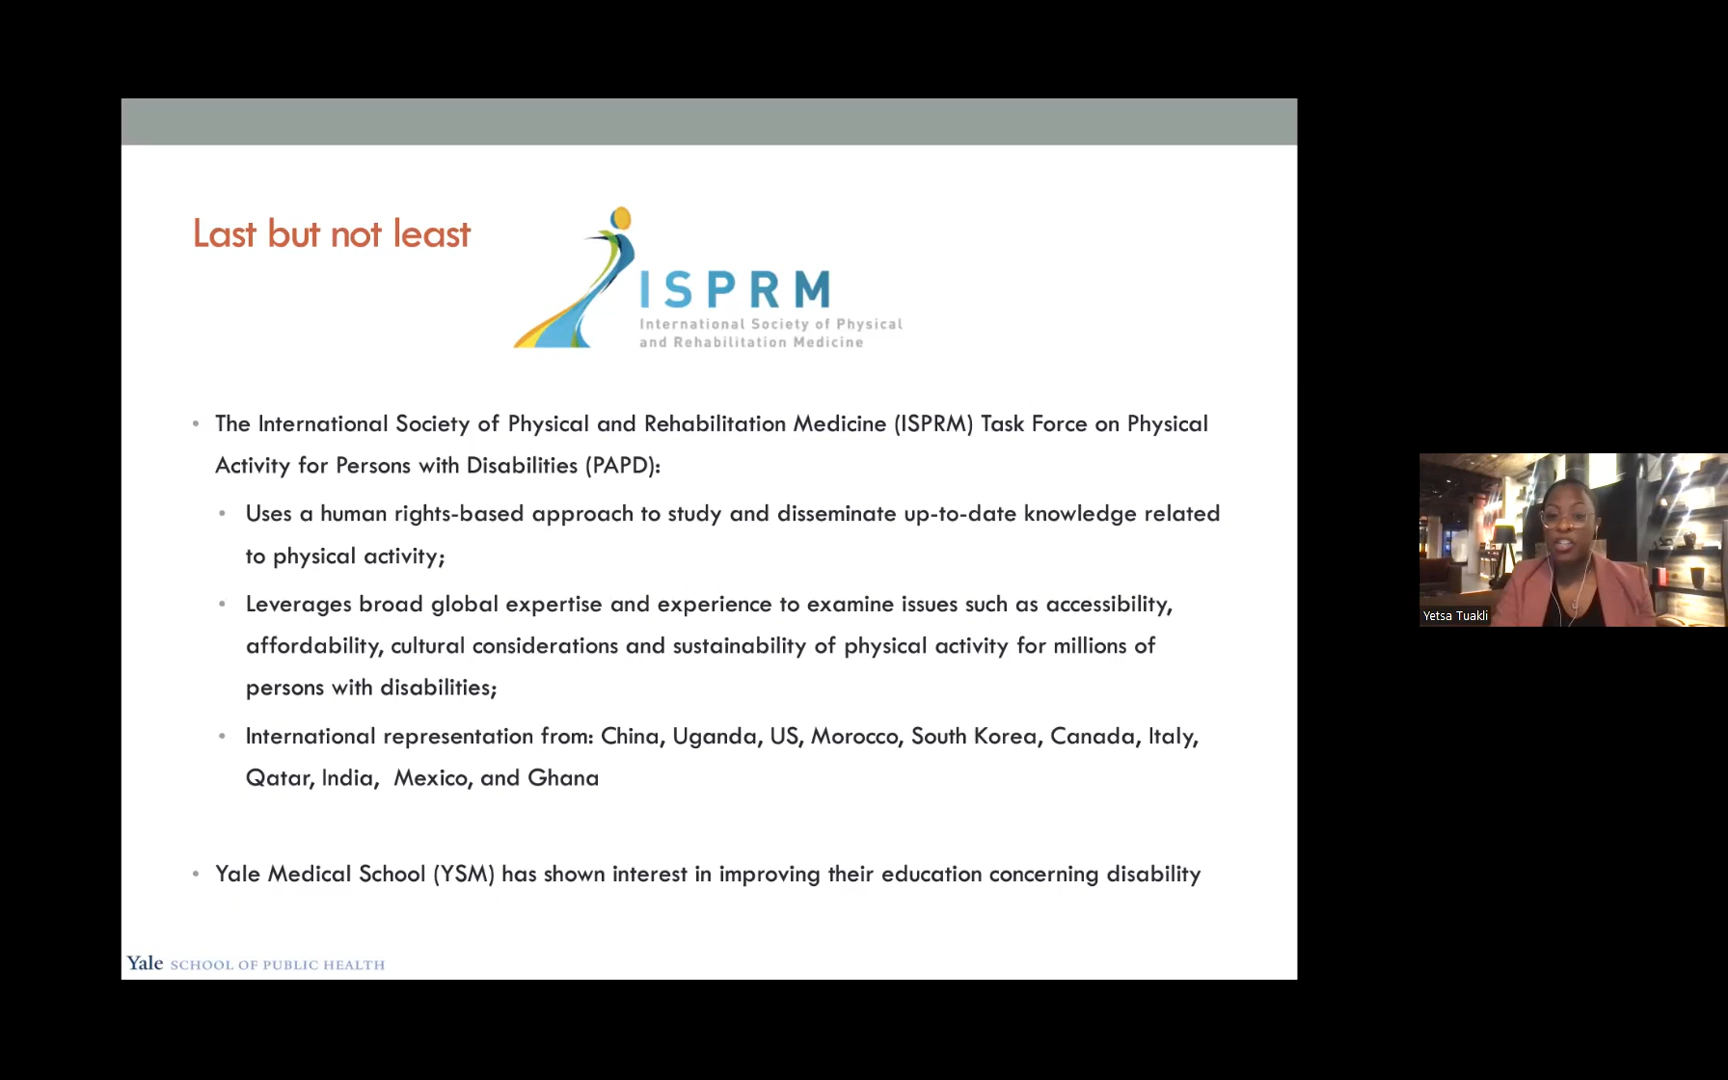 Last but not least
ISPRM
International Society of Physical
and Rehabilitation Medicine
• The International Society of Physical and Rehabilitation Medicine (ISPRM) Task Force on Physical
Activity for Persons with Disabilities (PAPD):
• Uses a human rights-based approach to study and disseminate up-to-date knowledge related
to physical activity;
• Leverages broad global expertise and experience to examine issues such as accessibility,
affordability, cultural considerations and sustainability of physical activity for millions of
persons with disabilities;
• International representation from: China, Uganda, US, Morocco, South Korea, Canada, Italy,
Qatar, India,  Mexico, and Ghana
• Yale Medical School (YSM) has shown interest in improving their education concerning disability
Yale SCHOOL OF PUBLIC HEALTH
Yetsa Tuakli